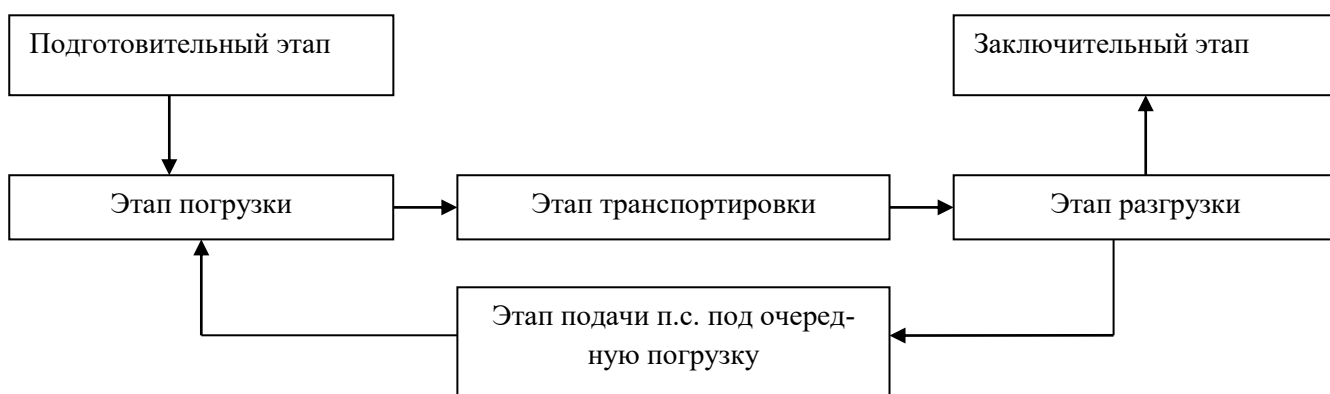 Подготовительный этап
Заключительный этап
Этап погрузки
Этап транспортировки
Этап разгрузки
Этап подачи п.с. под очеред-
ную погрузку